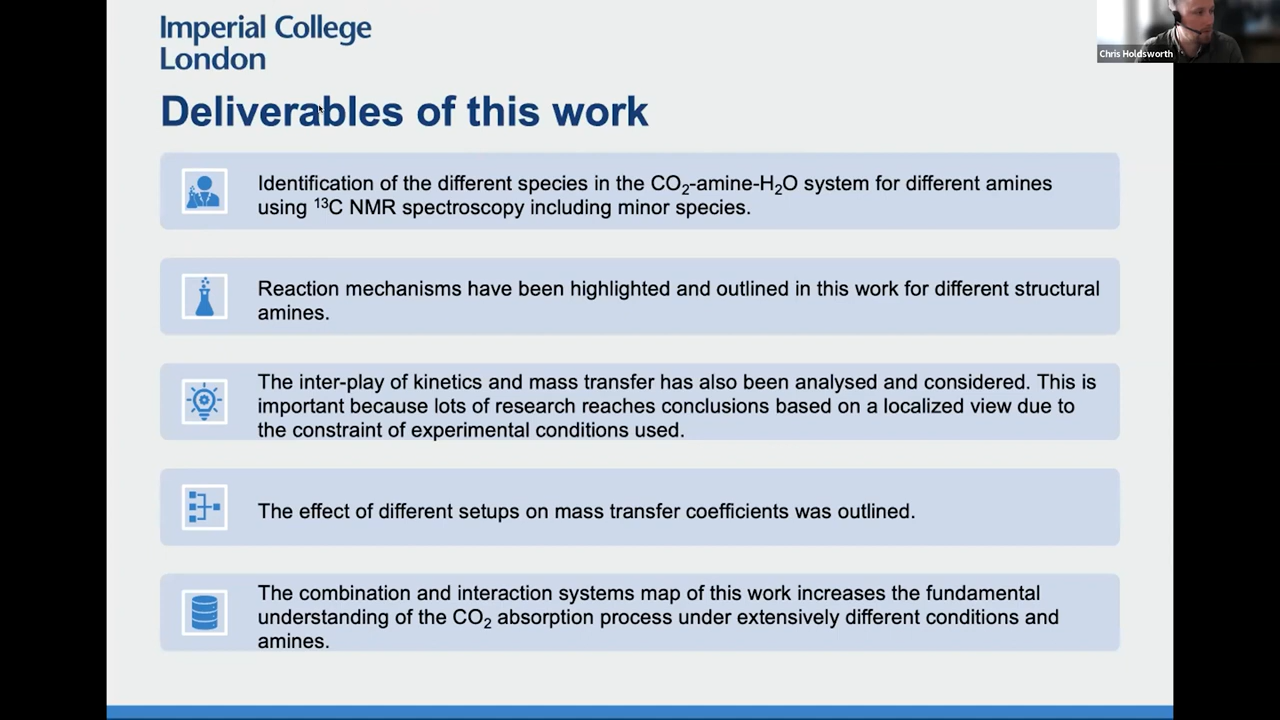 Imperial College
London
Chris Holdsworth
Deliverables of this work
Identification of the different species in the CO₂-amine-H₂O system for different amines
using ¹³C NMR spectroscopy including minor species.
Reaction mechanisms have been highlighted and outlined in this work for different structural
amines.
The inter-play of kinetics and mass transfer has also been analysed and considered. This is
important because lots of research reaches conclusions based on a localized view due to
the constraint of experimental conditions used.
The effect of different setups on mass transfer coefficients was outlined.
The combination and interaction systems map of this work increases the fundamental
understanding of the CO₂ absorption process under extensively different conditions and
amines.